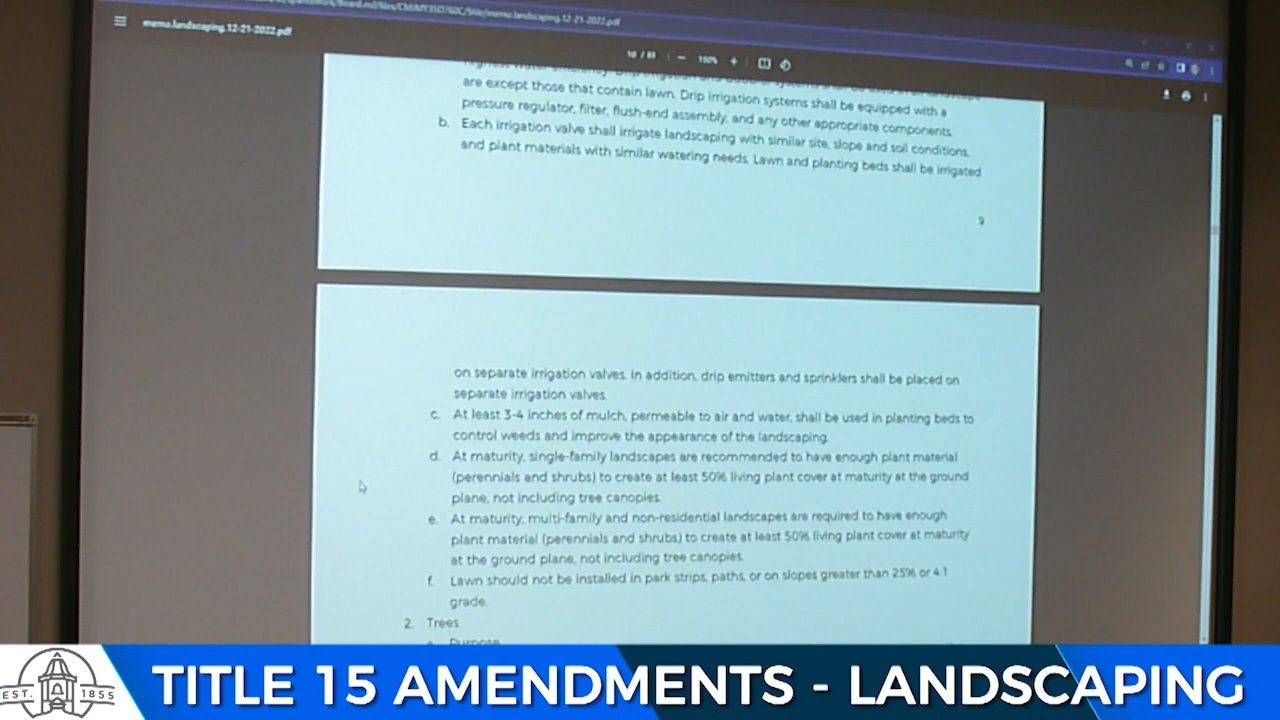 memo.landscaping.12-21-2022.pdf
150%
are except those that contain lawn. Drip irrigation systems shall be equipped with a
pressure regulator, filter, flush-end assembly, and any other appropriate components.
b. Each irrigation valve shall irrigate landscaping with similar site, slope and soil conditions,
and plant materials with similar watering needs. Lawn and planting beds shall be irrigated
9
on separate irrigation valves. In addition, drip emitters and sprinklers shall be placed on
separate irrigation valves.
c. At least 3-4 inches of mulch, permeable to air and water, shall be used in planting beds to
control weeds and improve the appearance of the landscaping.
d. At maturity, single-family landscapes are recommended to have enough plant material
(perennials and shrubs) to create at least 50% living plant cover at maturity at the ground
plane, not including tree canopies.
e. At maturity, multi-family and non-residential landscapes are required to have enough
plant material (perennials and shrubs) to create at least 50% living plant cover at maturity
at the ground plane, not including tree canopies.
f. Lawn should not be installed in park strips, paths, or on slopes greater than 25% or 4:1
grade.
2. Trees
a. Purpose
EST. 1855
TITLE 15 AMENDMENTS - LANDSCAPING